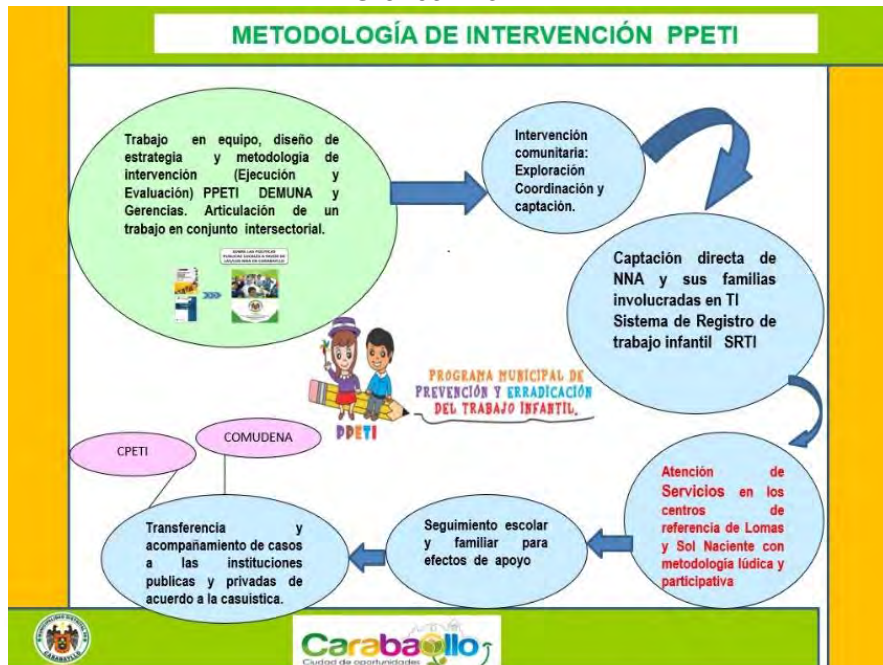 METODOLOGÍA DE INTERVENCIÓN PPETI
Trabajo en equipo, diseño de
estrategia y metodologia de
intervención (Ejecución y
Evaluación) PPETI DEMUNA y
Gerencias. Articulación de un
trabajo en conjunto intersectorial.
Intervención
comunitaria:
Exploración
Coordinación y
captación.
Captación directa de
NNA y sus familias
involucradas en TI
Sistema de Registro de
trabajo infantil SRTI
PROGRAMA MUNICIPAL DE
PREVENCIÓN Y ERRADICACIÓN
DEL TRABAJO INFANTIL.
PPETI
CPETI
COMUDENA
Atención de
Servicios en los
centros de
referencia de Lomas
y Sol Naciente con
metodología lúdica y
participativa
Seguimiento escolar
y familiar para
efectos de apoyo
Transferencia y
acompañamiento de casos
a las instituciones
publicas y privadas de
acuerdo a la casuística.
Carabayllo
Ciudad de oportunidades